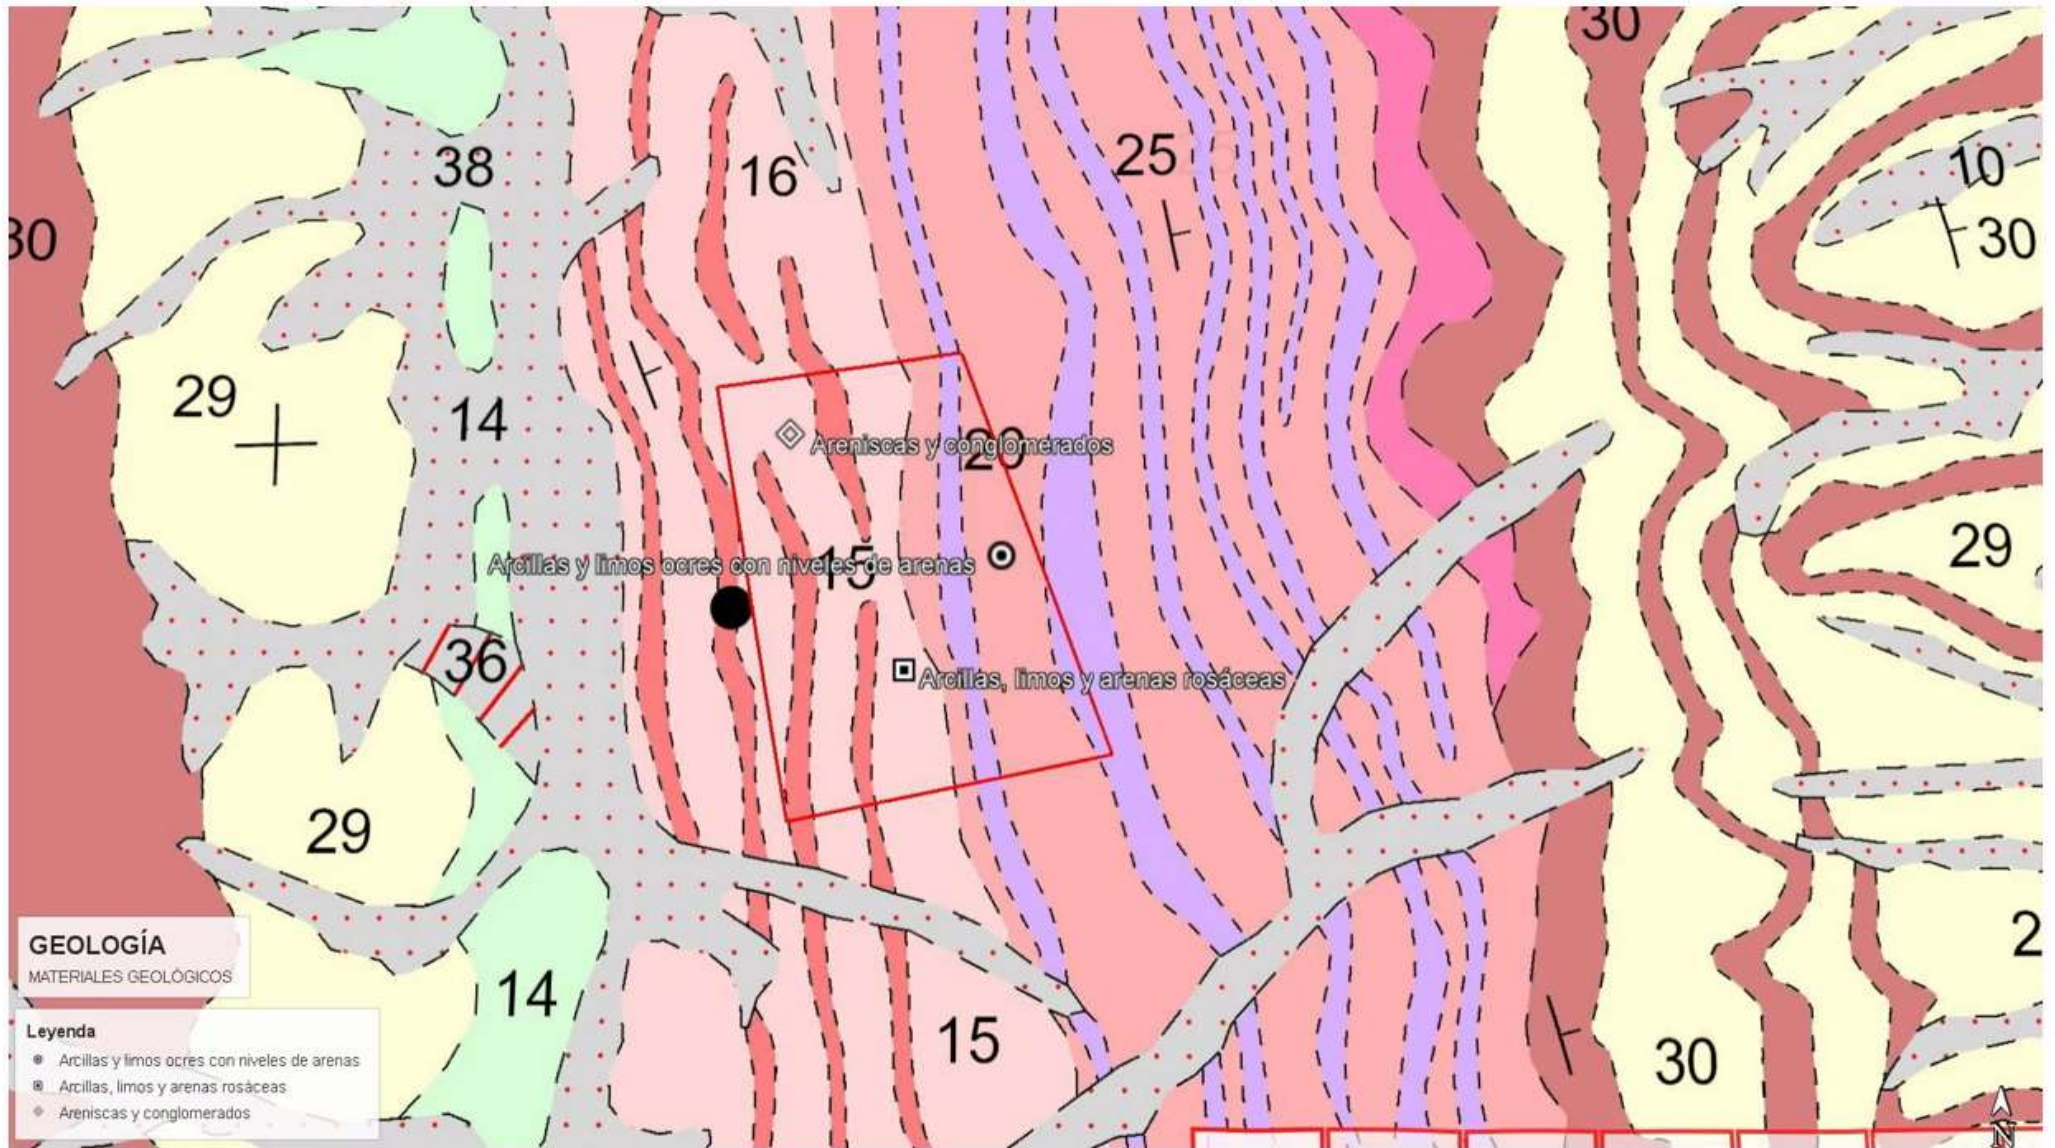 30
38
16
25
10
30
30
29
14
20
Areniscas y conglomerados
29
15
Arcillas y limos ocres con niveles de arenas
36
Arcillas, limos y arenas rosáceas
29
2
GEOLOGÍA
MATERIALES GEOLÓGICOS
14
15
30
Leyenda
Arcillas y limos ocres con niveles de arenas
Arcillas, limos y arenas rosáceas
Areniscas y conglomerados
N